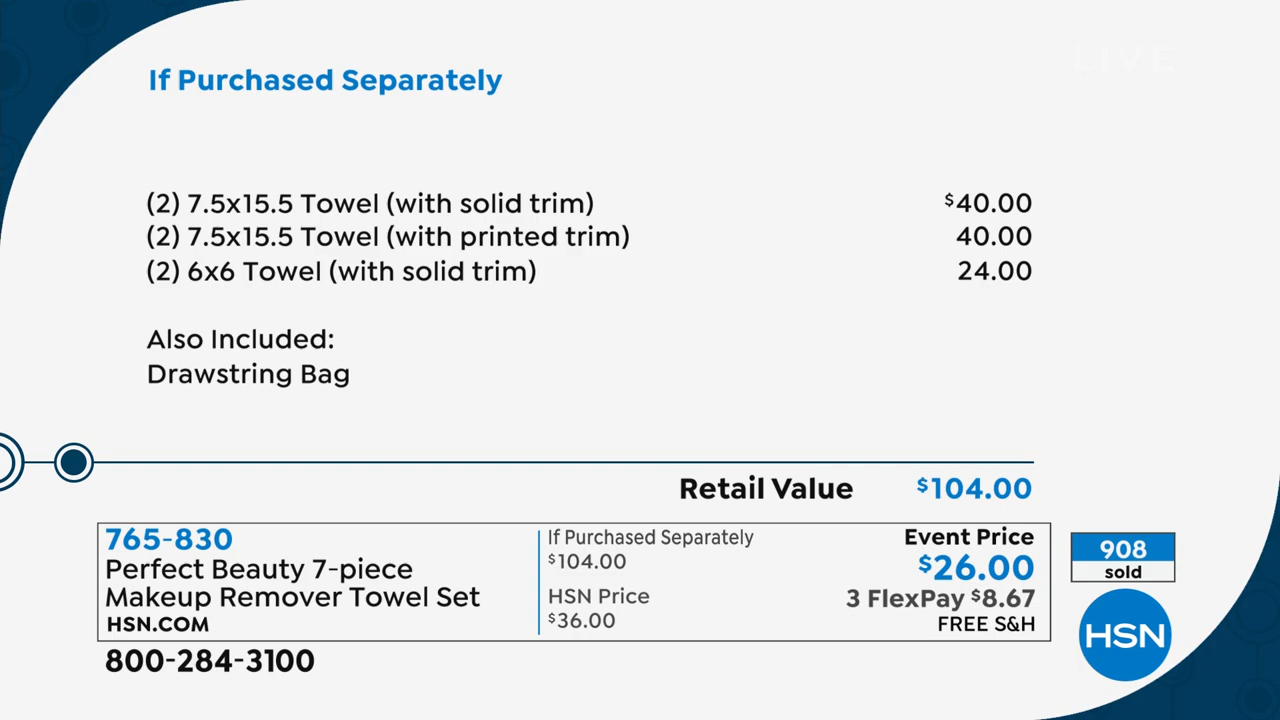 LIVE
If Purchased Separately
(2) 7.5x15.5 Towel (with solid trim) $40.00
(2) 7.5x15.5 Towel (with printed trim) 40.00
(2) 6x6 Towel (with solid trim) 24.00
Also Included:
Drawstring Bag
Retail Value $104.00
765-830
Perfect Beauty 7-piece
Makeup Remover Towel Set
HSN.COM
If Purchased Separately
$104.00
HSN Price
$36.00
Event Price
$26.00
3 FlexPay $8.67
FREE S&H
908
sold
HSN
800-284-3100